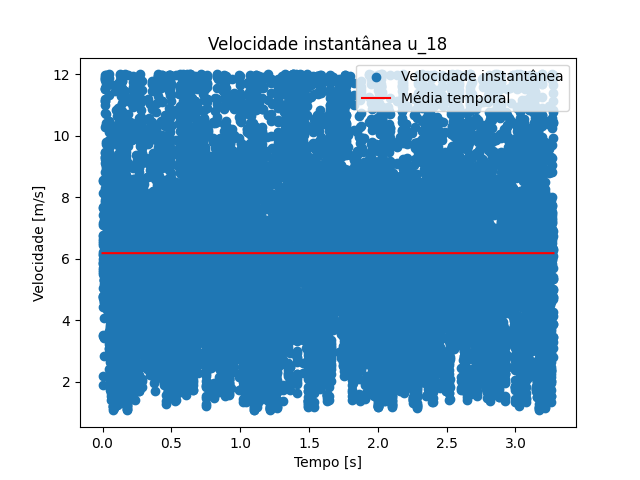 Velocidade instantânea u_18
Velocidade instantânea
Média temporal
12
10
8
6
4
2
Velocidade [m/s]
0.0 0.5 1.0 1.5 2.0 2.5 3.0
Tempo [s]